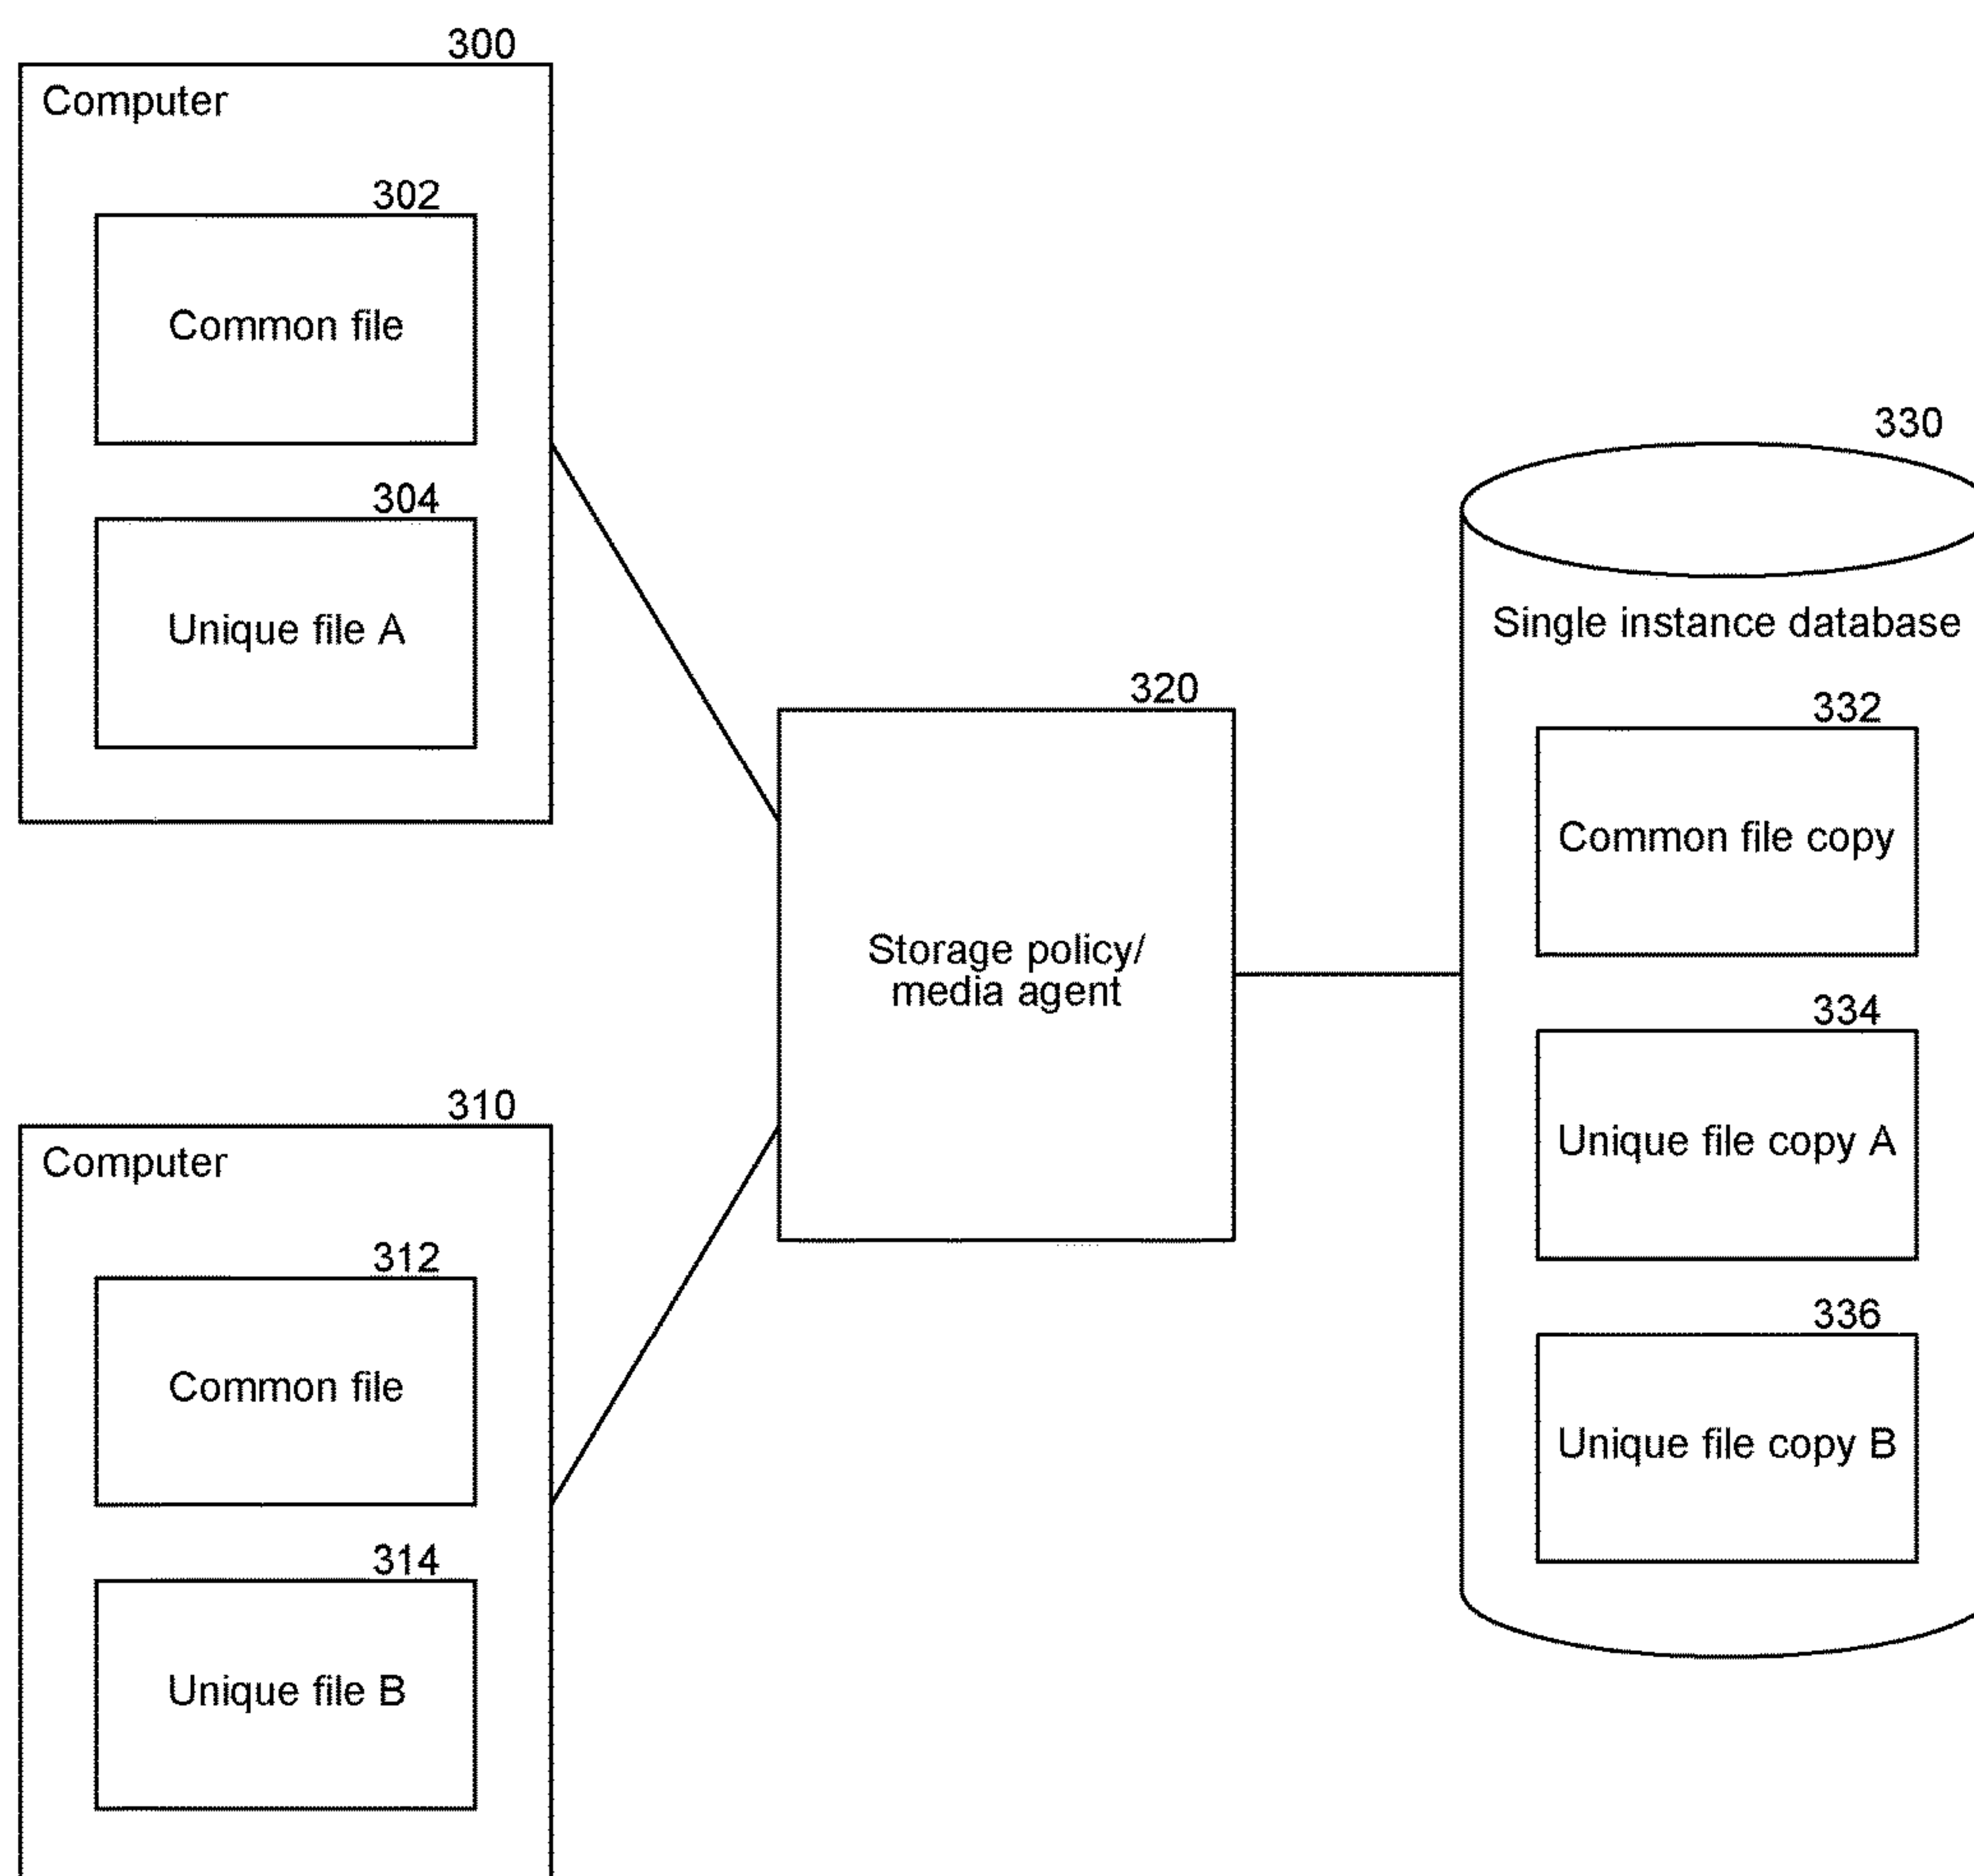 300
Computer
302
Common file
304
Unique file A
310
Computer
312
Common file
314
Unique file B
320
Storage policy/
media agent
330
Single instance database
332
Common file copy
334
Unique file copy A
336
Unique file copy B